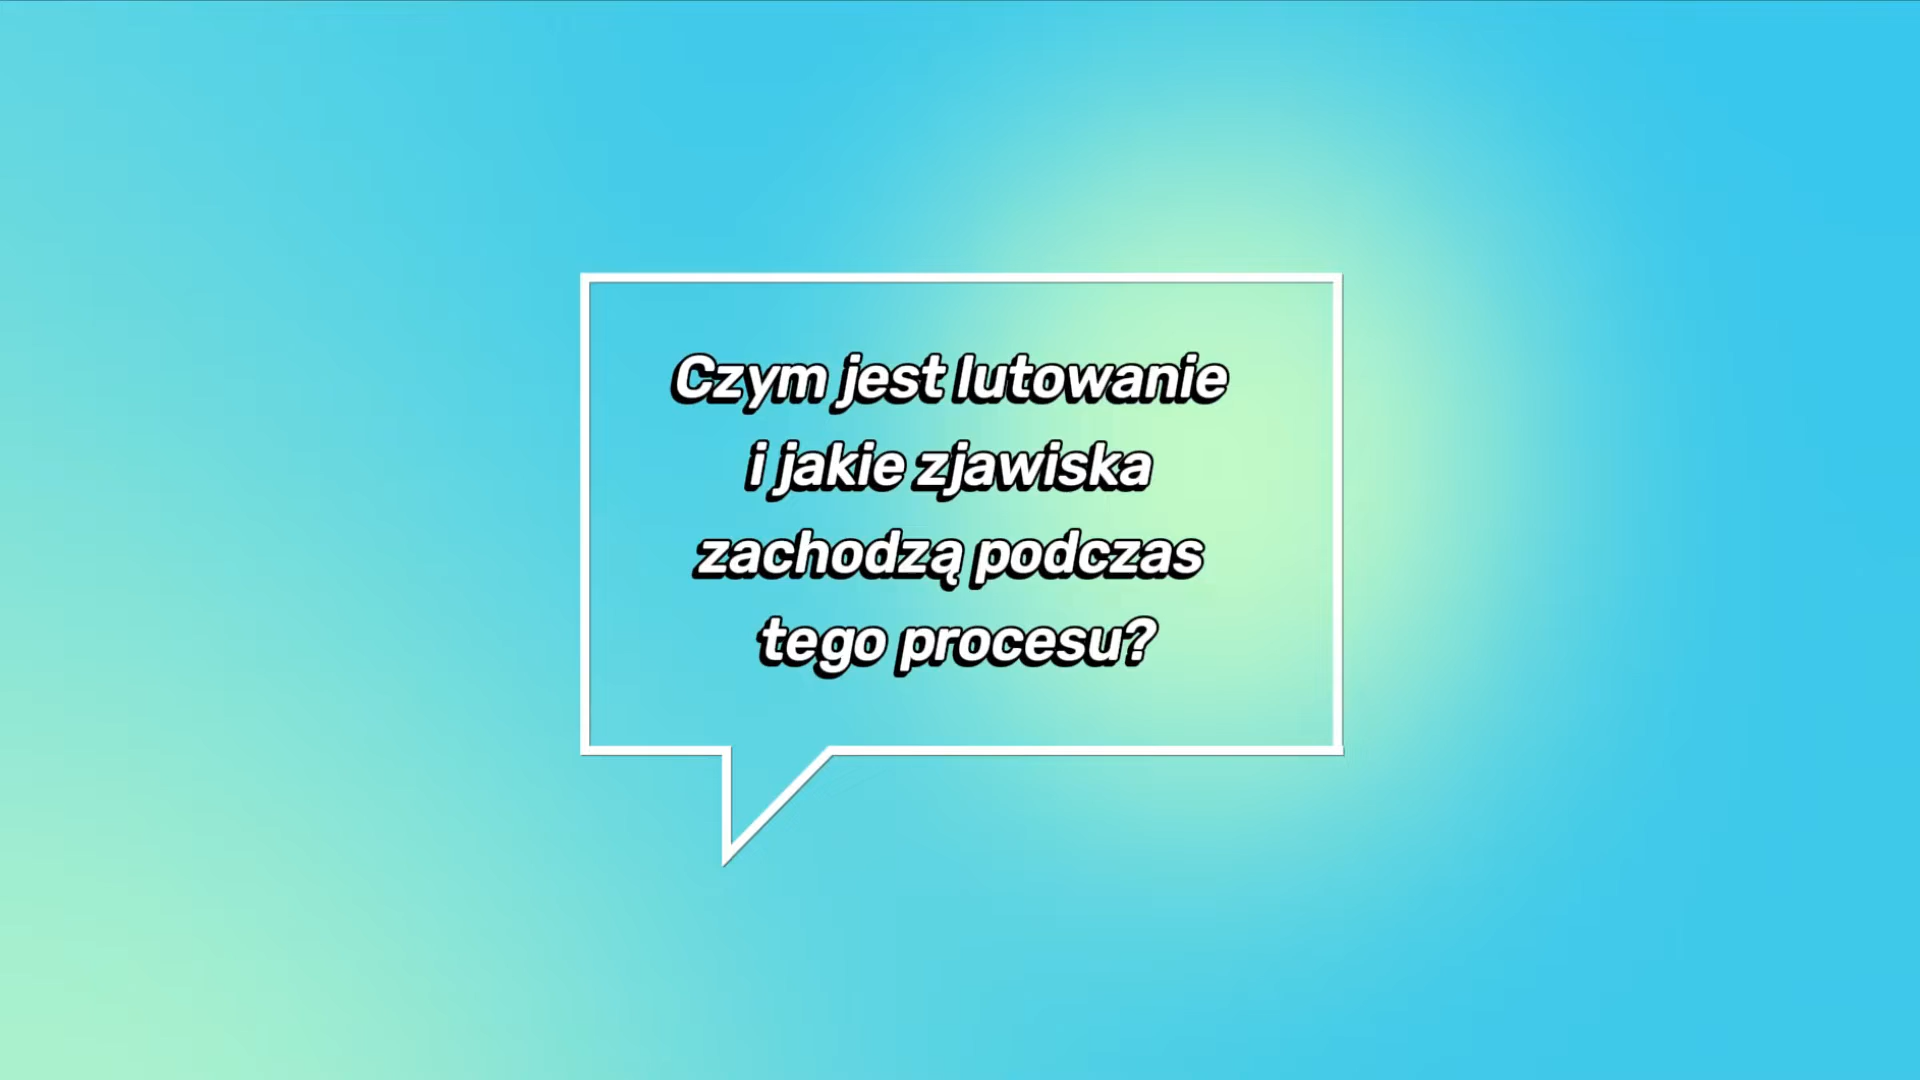 Czym jest lutowanie
i jakie zjawiska
zachodzą podczas
tego procesu?